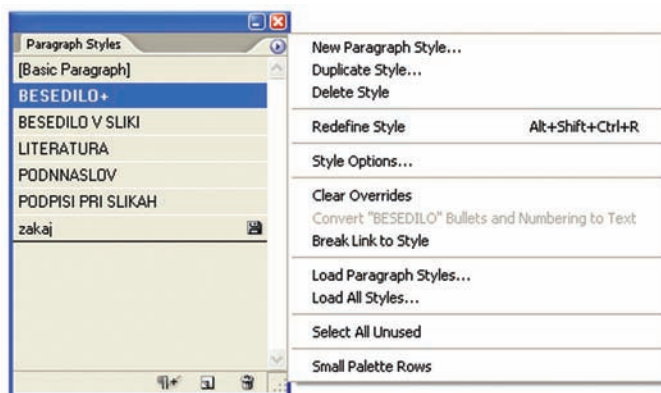 Paragraph Styles
[Basic Paragraph]
BESEDILO+
BESEDILO V SLIKI
LITERATURA
PODNNASLOV
PODPISI PRI SLIKAH
zakaj
New Paragraph Style...
Duplicate Style...
Delete Style
Redefine Style Alt+Shift+Ctrl+R
Style Options...
Clear Overrides
Convert "BESEDILO" Bullets and Numbering to Text
Break Link to Style
Load Paragraph Styles...
Load All Styles...
Select All Unused
Small Palette Rows